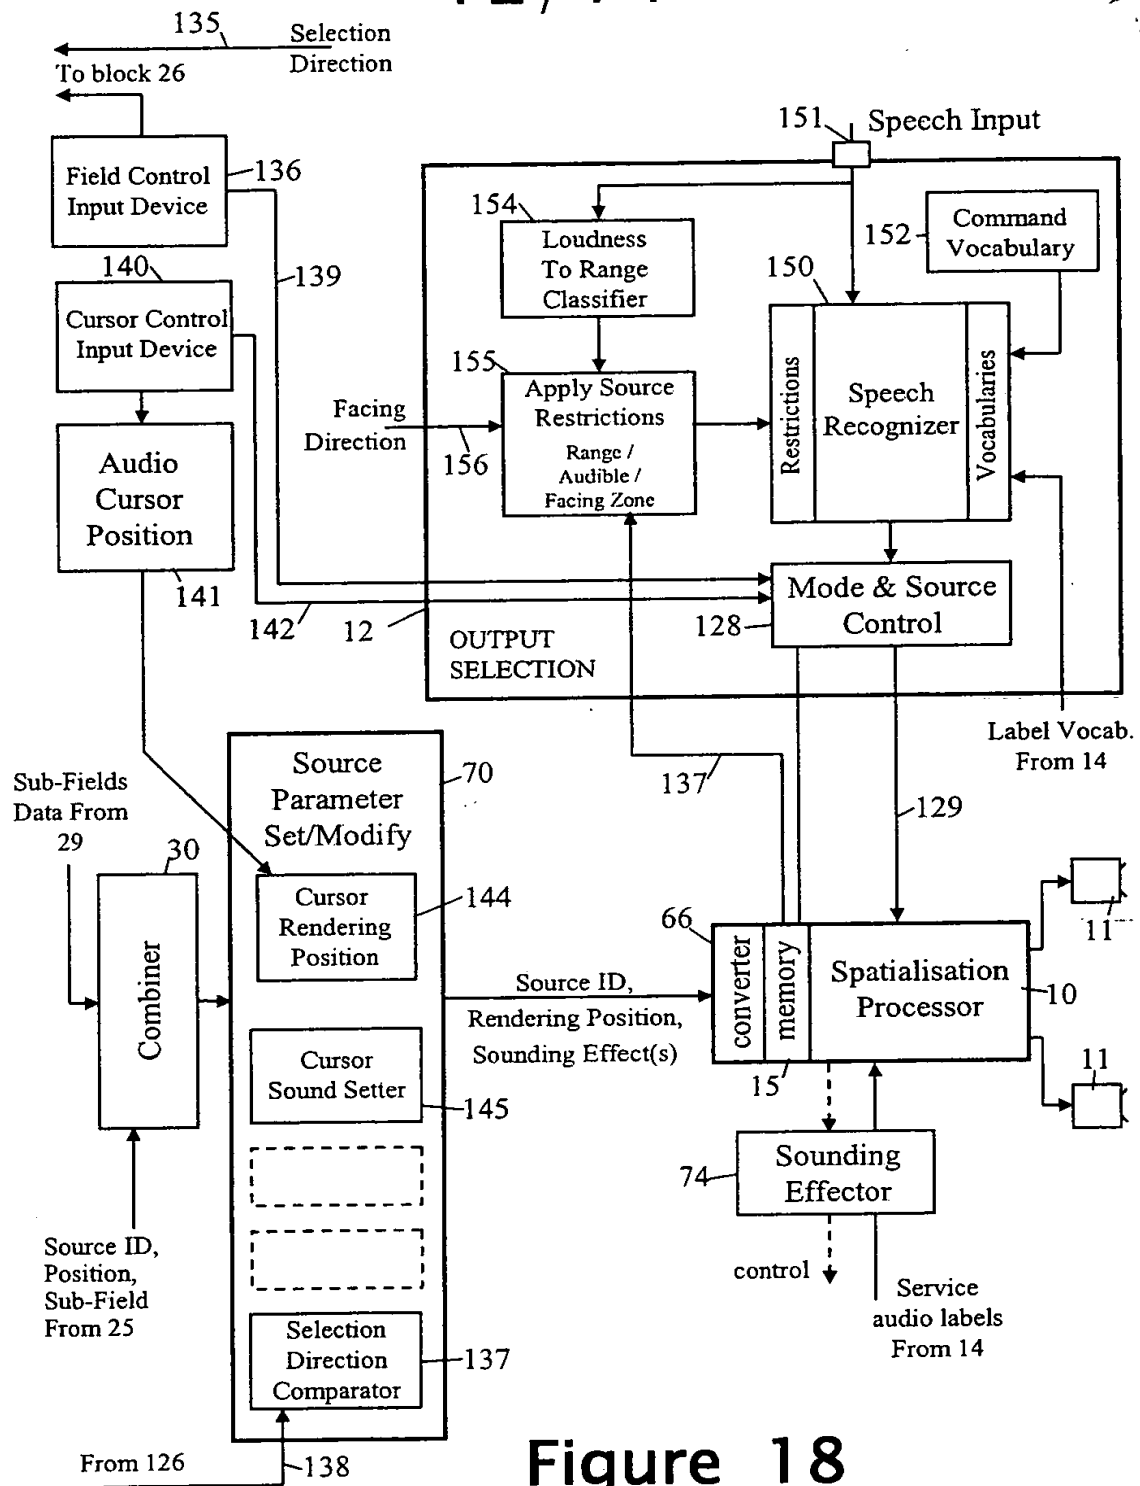 135
Selection
Direction
To block 26
Field Control
Input Device
136
140
139
Cursor Control
Input Device
Audio
Cursor
Position
141
142
12
151
Speech Input
154
Loudness
To Range
Classifier
152
Command
Vocabulary
150
155
Apply Source
Restrictions
Range /
Audible /
Facing Zone
Facing
Direction
156
Restrictions
Speech
Recognizer
Vocabularies
128
Mode & Source
Control
OUTPUT
SELECTION
Label Vocab.
From 14
137
129
Sub-Fields
Data From
29
30
Combiner
Source
Parameter
Set/Modify
70
Cursor
Rendering
Position
144
Cursor
Sound Setter
145
Source ID,
Rendering Position,
Sounding Effect(s)
66
converter
memory
15
Spatialisation
Processor
10
11
11
74
Sounding
Effector
control
Service
audio labels
From 14
Source ID,
Position,
Sub-Field
From 25
Selection
Direction
Comparator
137
From 126
138
Figure 18